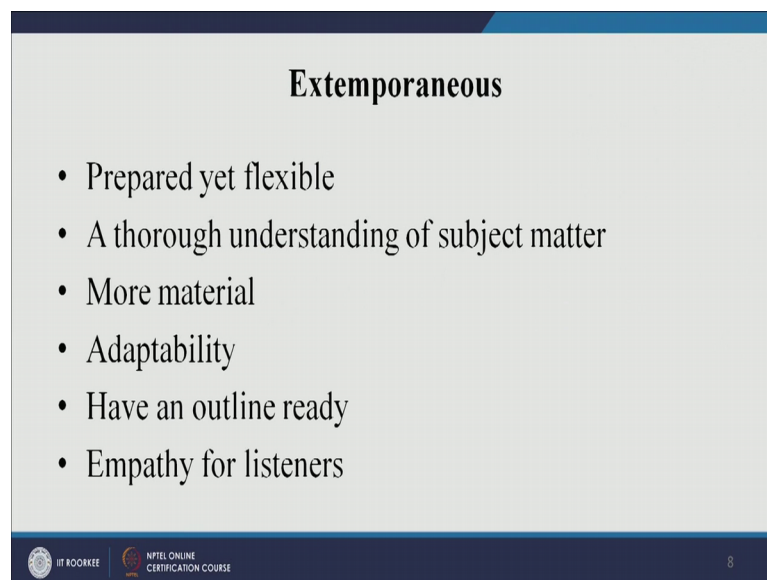 Extemporaneous
• Prepared yet flexible
• A thorough understanding of subject matter
• More material
• Adaptability
• Have an outline ready
• Empathy for listeners
IIT ROORKEE
NPTEL ONLINE
CERTIFICATION COURSE
8